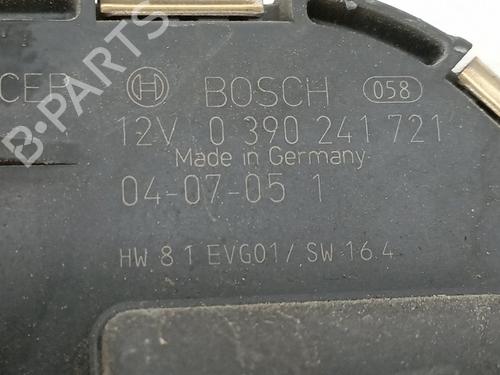 B-PARTS
CEP BOSCH 058
12V 0 390 241 721
Made in Germany
04-07-05 1
HW 8 1 EVG01/ SW 16.4